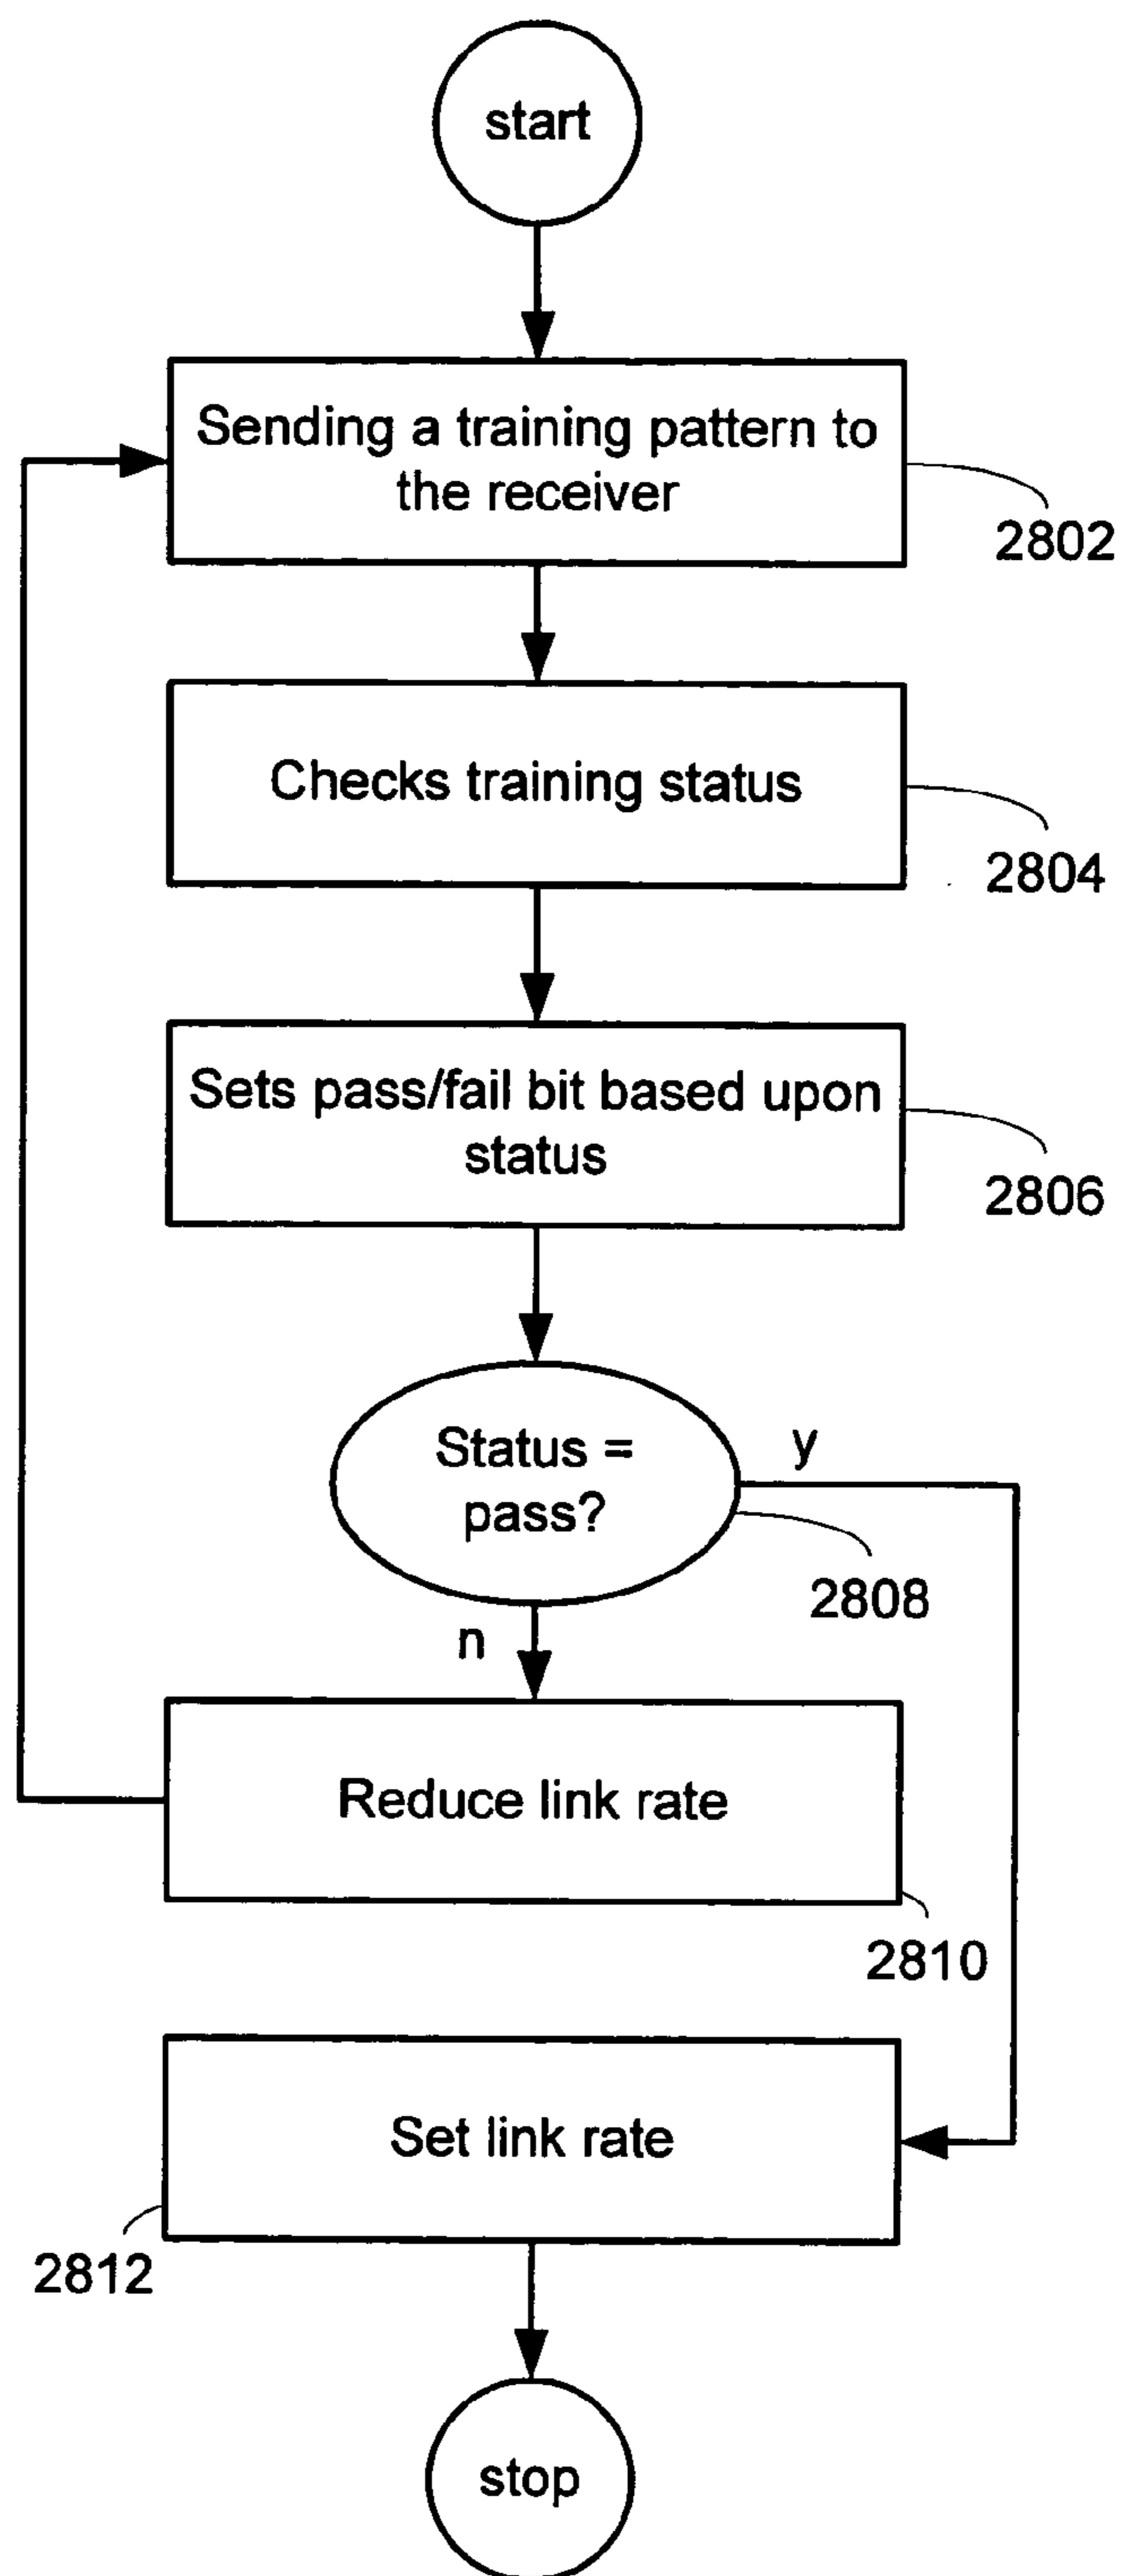 start
Sending a training pattern to
the receiver
2802
Checks training status
2804
Sets pass/fail bit based upon
status
2806
Status =
pass?
y
2808
n
Reduce link rate
2810
Set link rate
2812
stop